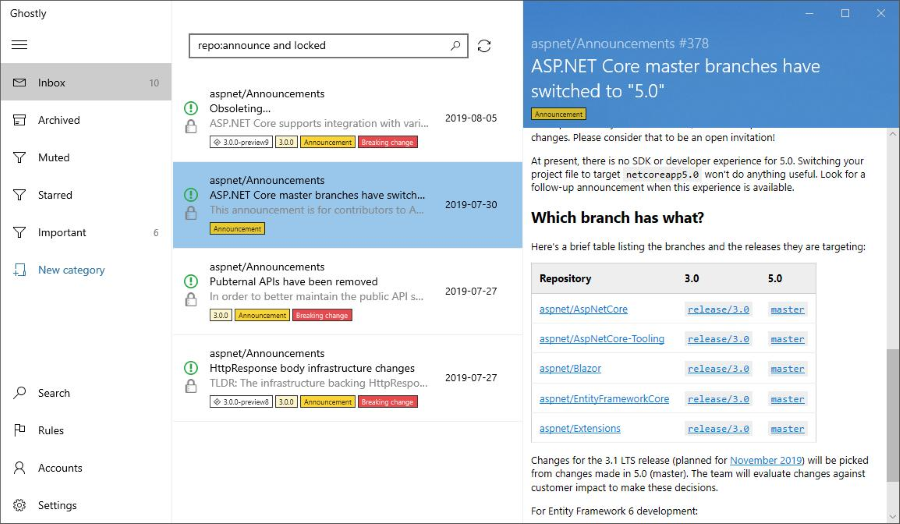 Ghostly
Inbox 10
Archived
Muted
Starred
Important 6
New category
Search
Rules
Accounts
Settings
repo:announce and locked
aspnet/Announcements
Obsoleting…
ASP.NET Core supports integration with vari…
2019-08-05
3.0.0-preview9 3.0.0 Announcement Breaking change
aspnet/Announcements
ASP.NET Core master branches have switch…
This announcement is for contributors to A…
2019-07-30
Announcement
aspnet/Announcements
Pubternal APIs have been removed
In order to better maintain the public API s…
2019-07-27
3.0.0 Announcement Breaking change
aspnet/Announcements
HttpResponse body infrastructure changes
TLDR: The infrastructure backing HttpRespo…
2019-07-27
3.0.0-preview8 3.0.0 Announcement Breaking change
aspnet/Announcements #378
ASP.NET Core master branches have
switched to "5.0"
Announcement
changes. Please consider that to be an open invitation!
At present, there is no SDK or developer experience for 5.0. Switching your
project file to target netcoreapp5.0 won't do anything useful. Look for a
follow-up announcement when this experience is available.
Which branch has what?
Here's a brief table listing the branches and the releases they are targeting:
Repository 3.0 5.0
aspnet/AspNetCore release/3.0 master
aspnet/AspNetCore-Tooling release/3.0 master
aspnet/Blazor release/3.0 master
aspnet/EntityFrameworkCore release/3.0 master
aspnet/Extensions release/3.0 master
Changes for the 3.1 LTS release (planned for November 2019) will be picked
from changes made in 5.0 (master). The team will evaluate changes against
customer impact to make these decisions.
For Entity Framework 6 development: